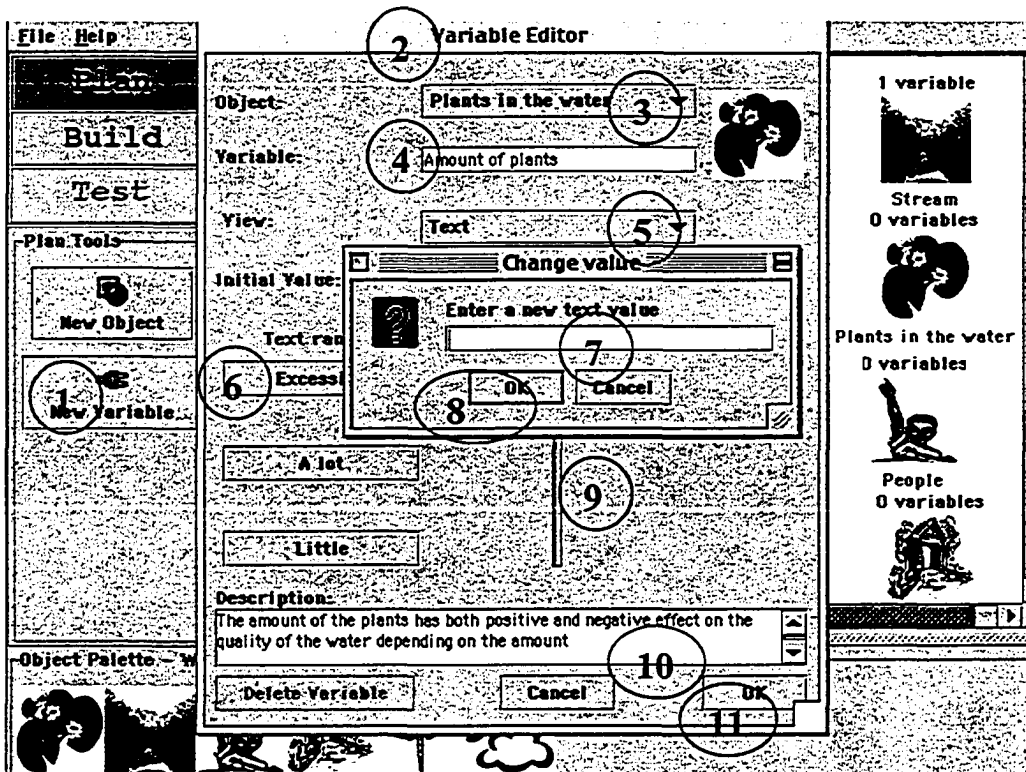 File Help
Plan
Build
Test
Plan Tools
New Object
1
New Variable
Object Palette – W
2
Variable Editor
Object:
Plants in the water
3
Variable:
4
Amount of plants
View:
Text
5
Initial Value:
Text ran
6
Excessi
A lot
Little
9
Change value
?
Enter a new text value
7
OK
Cancel
8
Description:
The amount of the plants has both positive and negative effect on the
quality of the water depending on the amount
10
Delete Variable
Cancel
OK
11
1 variable
Stream
0 variables
Plants in the water
0 variables
People
0 variables